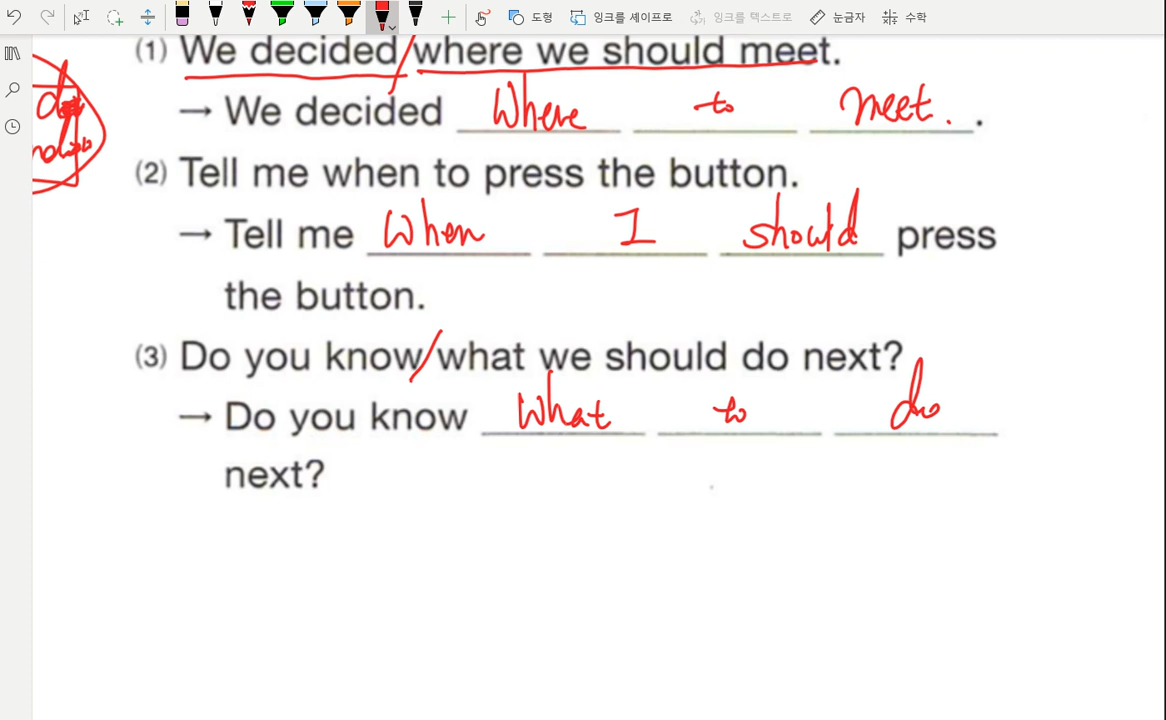 도형 잉크를 셰이프로 잉크를 텍스트로 눈금자 수학
(1) We decided/where we should meet.
→ We decided Where to meet. .
(2) Tell me when to press the button.
→ Tell me when I should press
the button.
(3) Do you know/what we should do next?
→ Do you know what to do
next?